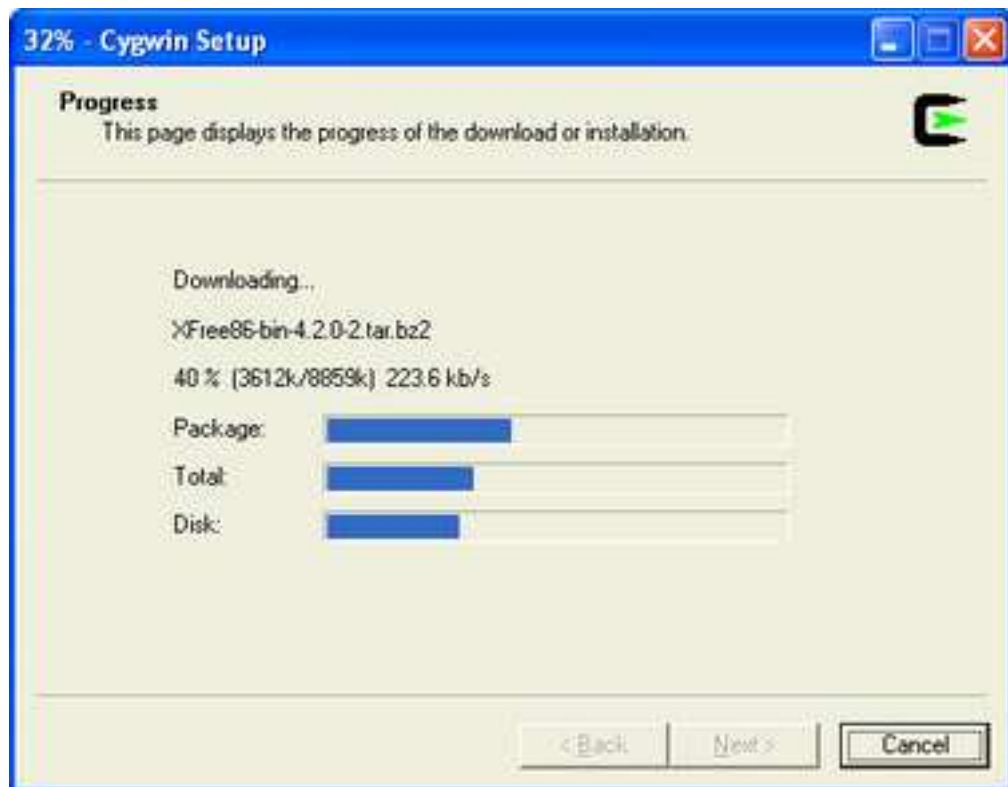 32% - Cygwin Setup
Progress
This page displays the progress of the download or installation.
Downloading...
XFree86-bin-4.2.0-2.tar.bz2
40 % (3612k/8859k) 223.6 kb/s
Package:
Total:
Disk:
< Back Next > Cancel